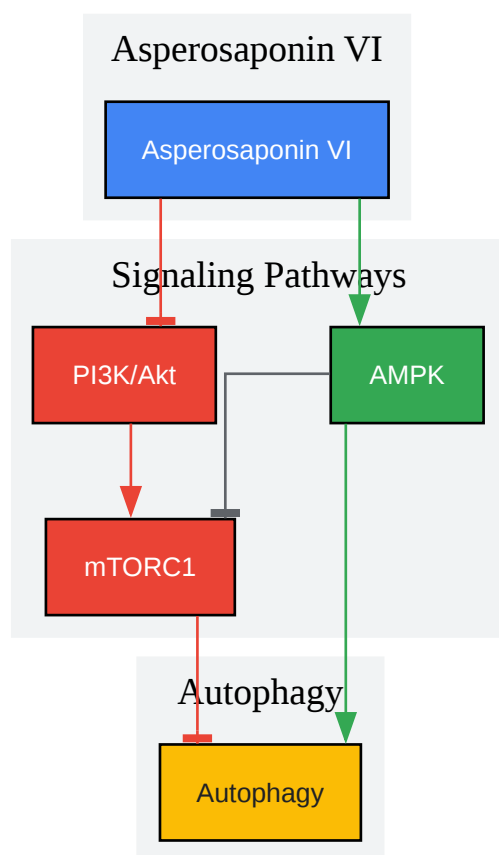 Asperosaponin VI
Asperosaponin VI
Signaling Pathways
PI3K/Akt
AMPK
mTORC1
Autophagy
Autophagy